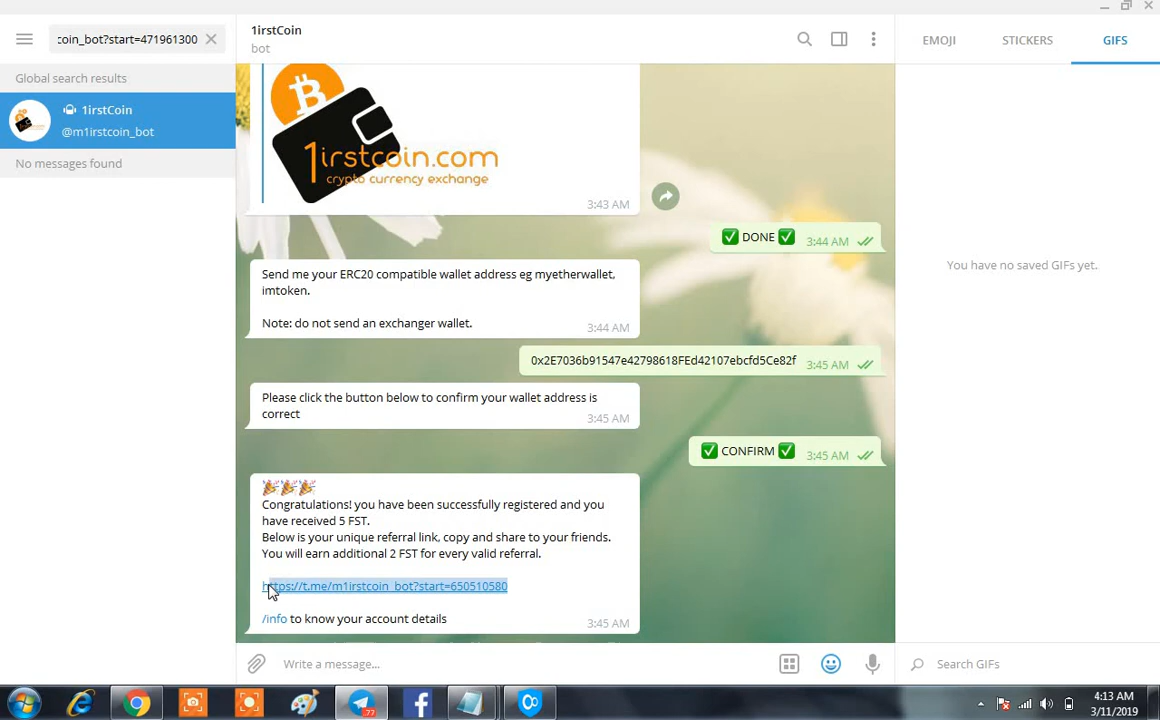 coin_bot?start=471961300
1irstCoin
bot
EMOJI
STICKERS
GIFS
Global search results
1irstCoin
@m1irstcoin_bot
No messages found
1irstcoin.com
crypto currency exchange
3:43 AM
DONE
3:44 AM
Send me your ERC20 compatible wallet address eg myetherwallet,
imtoken.
Note: do not send an exchanger wallet.
3:44 AM
0x2E7036b91547e42798618FEd42107ebcfd5Ce82f
3:45 AM
Please click the button below to confirm your wallet address is
correct
3:45 AM
CONFIRM
3:45 AM
Congratulations! you have been successfully registered and you
have received 5 FST.
Below is your unique referral link, copy and share to your friends.
You will earn additional 2 FST for every valid referral.
https://t.me/m1irstcoin_bot?start=650510580
/info to know your account details
3:45 AM
You have no saved GIFs yet.
Write a message...
Search GIFs
77
4:13 AM
3/11/2019